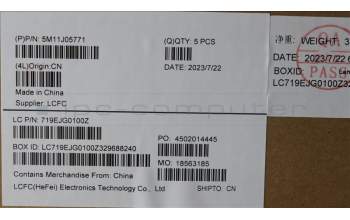 (P)P/N: 5M11J05771
(Q)QTY: 5 PCS
(4L)Origin:CN
DATE: 2023/7/22
Made in China
Supplier: LCFC
净重: WEIGHT: 3
DATE: 2023/7/22
BOXID
LC719EJG0100Z
QA
PASS
LC P/N: 719EJG0100Z
PO: 4502014445
BOX ID: LC719EJG0100Z329688240
MO: 18563185
Contains Merchandise From: China
LCFC(HeFei) Electronics Technology Co., Ltd
SHIPTO: CN